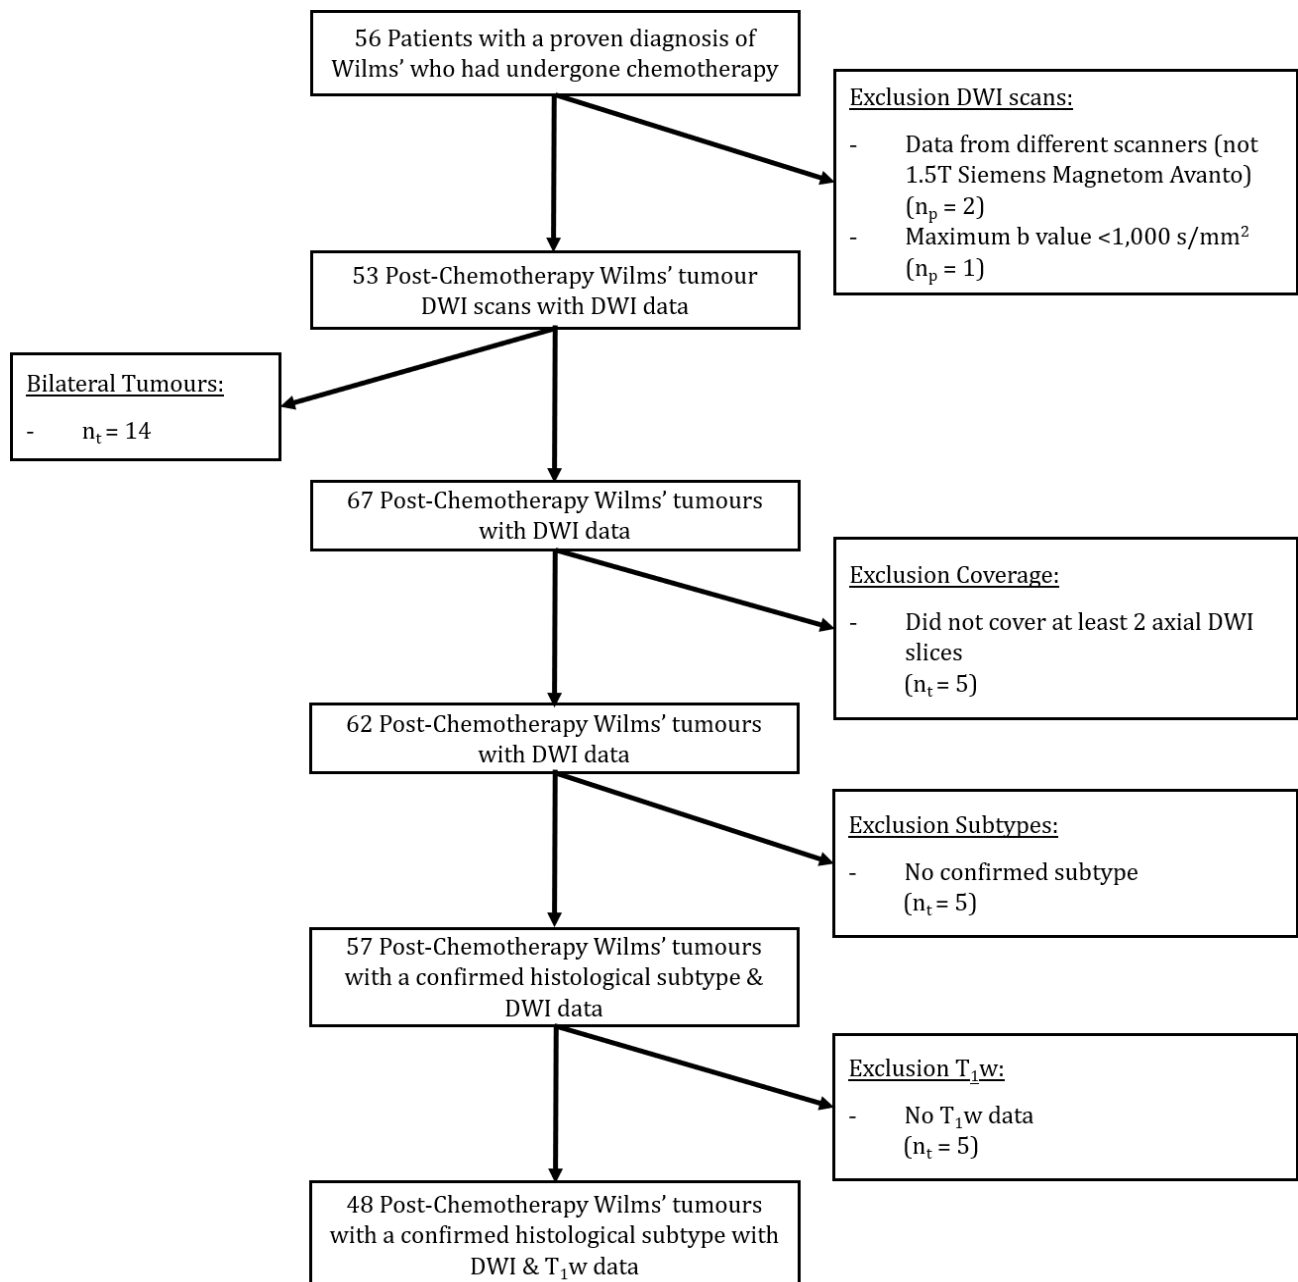 56 Patients with a proven diagnosis of
Wilms’ who had undergone chemotherapy
Exclusion DWI scans:
- Data from different scanners (not
1.5T Siemens Magnetom Avanto)
(nₚ = 2)
- Maximum b value <1,000 s/mm²
(nₚ = 1)
53 Post-Chemotherapy Wilms’ tumour
DWI scans with DWI data
Bilateral Tumours:
- nₜ = 14
67 Post-Chemotherapy Wilms’ tumours
with DWI data
Exclusion Coverage:
- Did not cover at least 2 axial DWI
slices
(nₜ = 5)
62 Post-Chemotherapy Wilms’ tumours
with DWI data
Exclusion Subtypes:
- No confirmed subtype
(nₜ = 5)
57 Post-Chemotherapy Wilms’ tumours
with a confirmed histological subtype &
DWI data
Exclusion T₁w:
- No T₁w data
(nₜ = 5)
48 Post-Chemotherapy Wilms’ tumours
with a confirmed histological subtype with
DWI & T₁w data